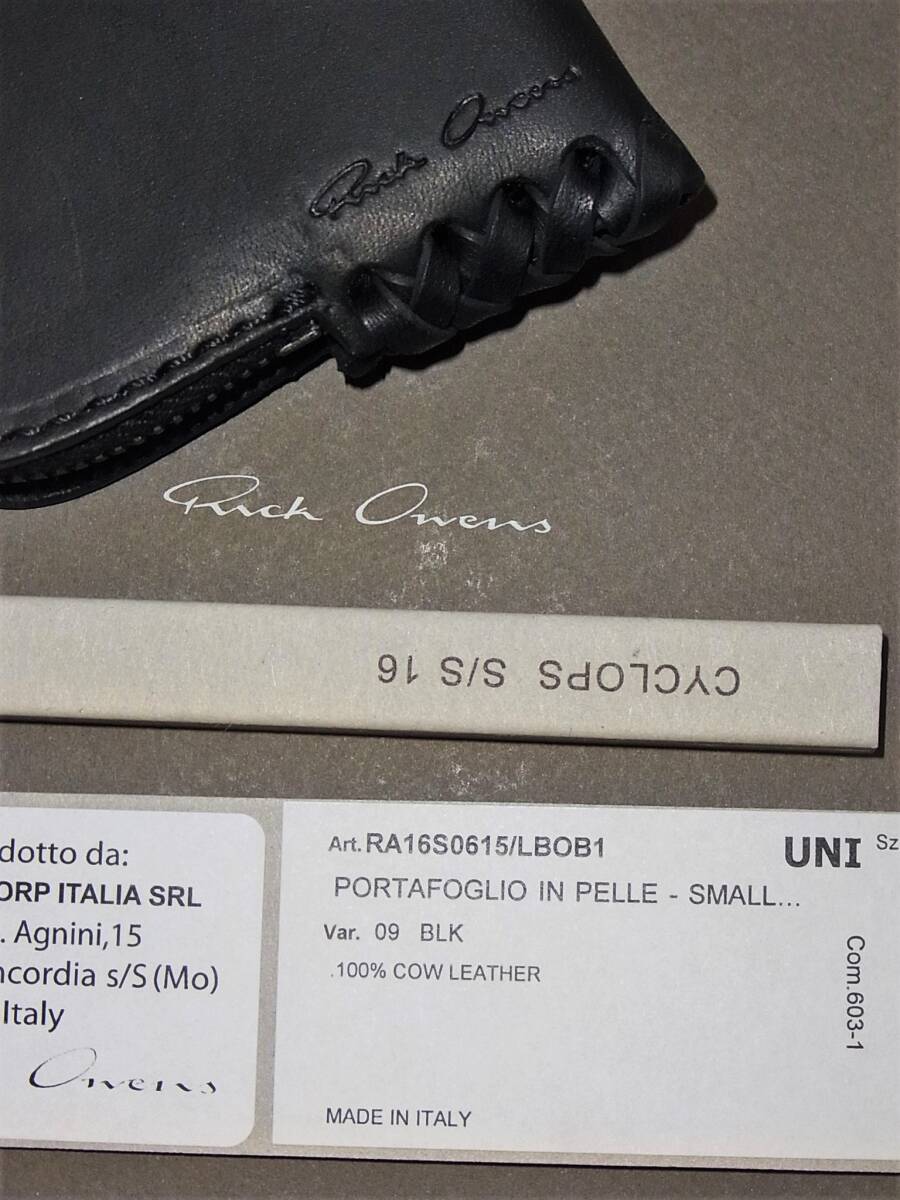 Rick Owens
Rick Owens
CYCLOPS S/S 16
dotto da:
ORP ITALIA SRL
. Agnini,15
ncordia s/S (Mo)
Italy
Owens
Art. RA16S0615/LBOB1
UNI Sz
PORTAFOGLIO IN PELLE - SMALL...
Var. 09 BLK
.100% COW LEATHER
Com.603-1
MADE IN ITALY